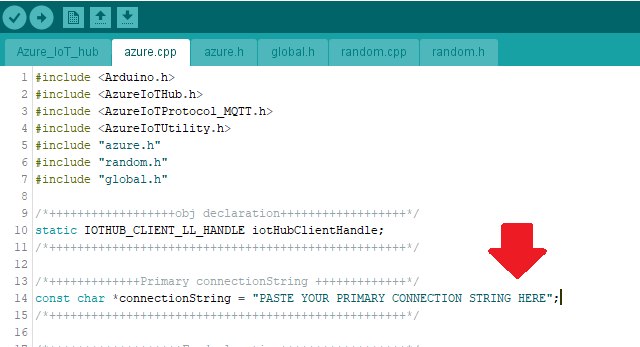 Azure_IoT_hub azure.cpp azure.h global.h random.cpp random.h
1 #include <Arduino.h>
2 #include <AzureIoTHub.h>
3 #include <AzureIoTProtocol_MQTT.h>
4 #include <AzureIoTUtility.h>
5 #include "azure.h"
6 #include "random.h"
7 #include "global.h"
8
9 /*++++++++++++++++++obj declaration++++++++++++++++++*/
10 static IOTHUB_CLIENT_LL_HANDLE iotHubClientHandle;
11 /*+++++++++++++++++++++++++++++++++++++++++++++++++++*/
12
13 /*+++++++++++++Primary connectionString +++++++++++++*/
14 const char *connectionString = "PASTE YOUR PRIMARY CONNECTION STRING HERE";
15 /*+++++++++++++++++++++++++++++++++++++++++++++++++++*/
16